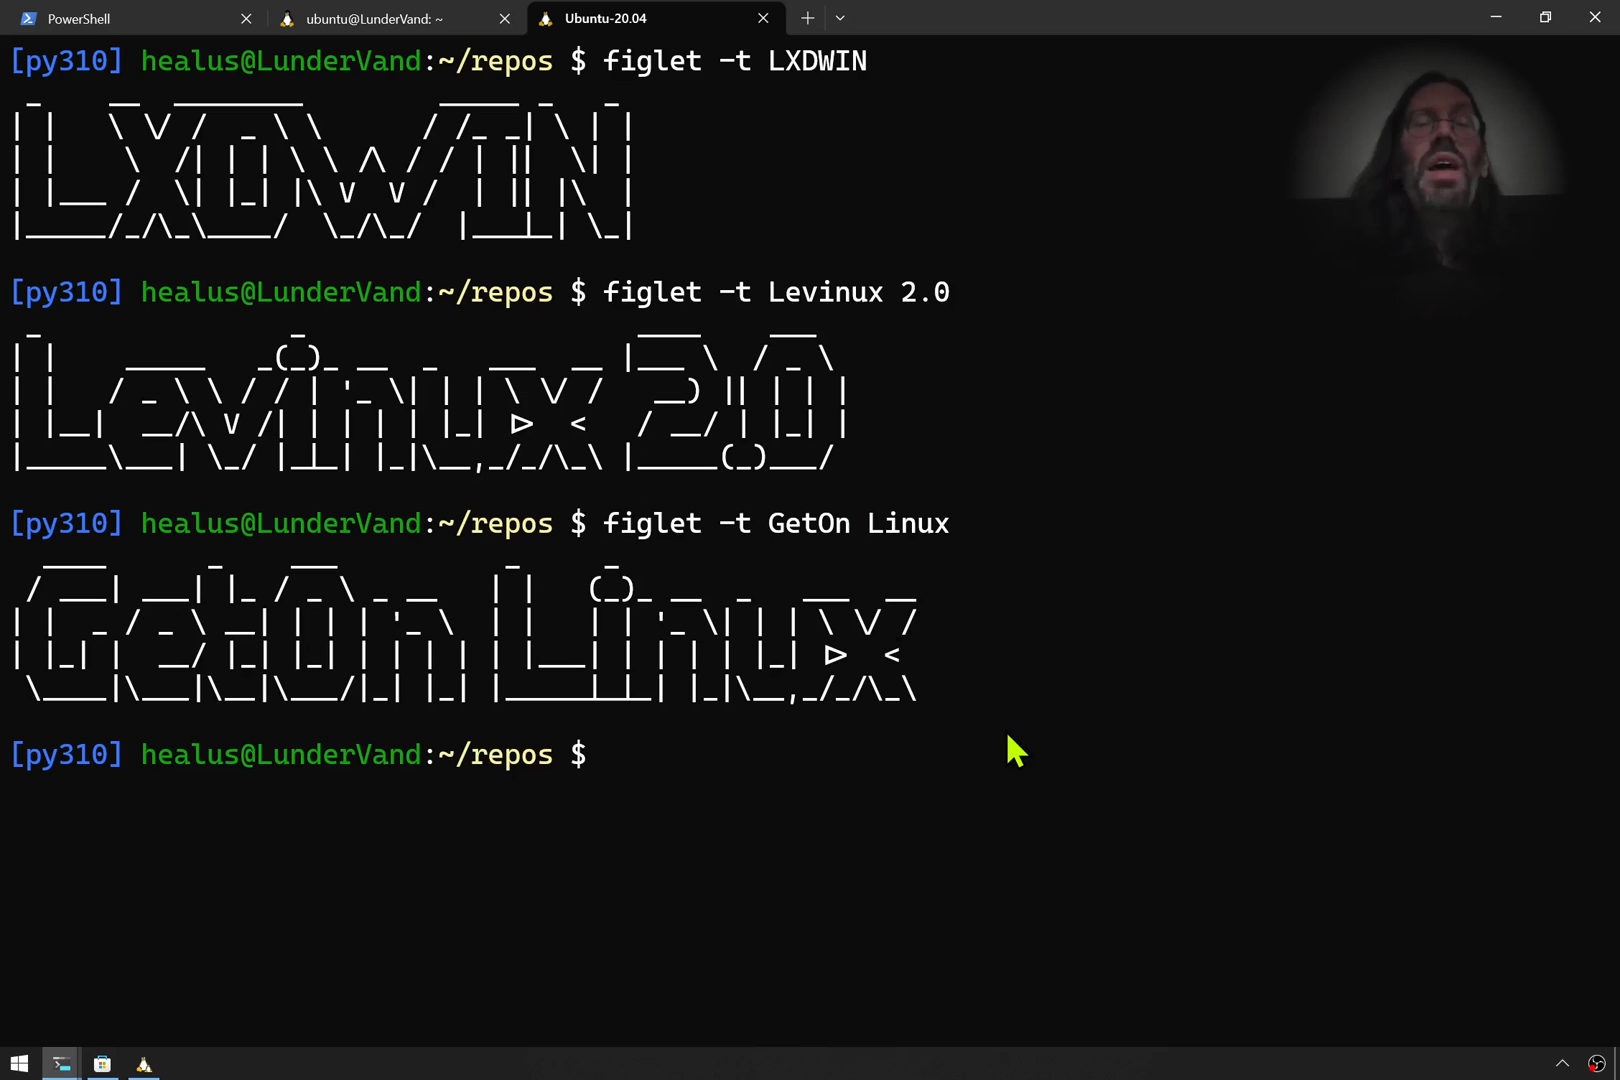 PowerShell
ubuntu@LunderVand: ~
Ubuntu-20.04
[py310] healus@LunderVand:~/repos $ figlet -t LXDWIN
LXDWIN
[py310] healus@LunderVand:~/repos $ figlet -t Levinux 2.0
Levinux 2.0
[py310] healus@LunderVand:~/repos $ figlet -t GetOn Linux
GetOn Linux
[py310] healus@LunderVand:~/repos $